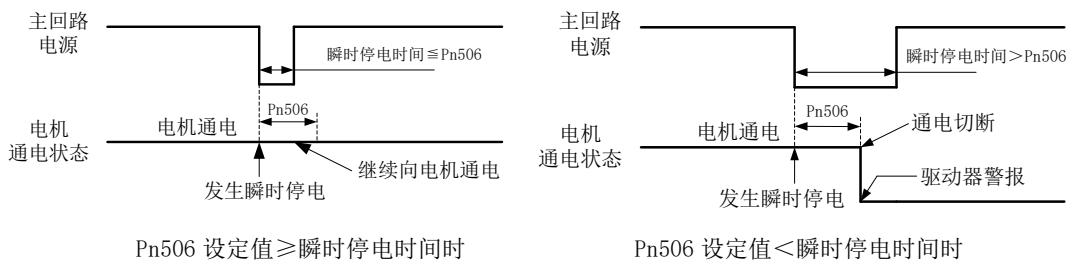 主回路
电源
瞬时停电时间≦Pn506
Pn506
电机
通电状态
电机通电
继续向电机通电
发生瞬时停电
Pn506 设定值≥瞬时停电时间时
主回路
电源
瞬时停电时间>Pn506
Pn506
电机
通电状态
电机通电
通电切断
驱动器警报
发生瞬时停电
Pn506 设定值<瞬时停电时间时